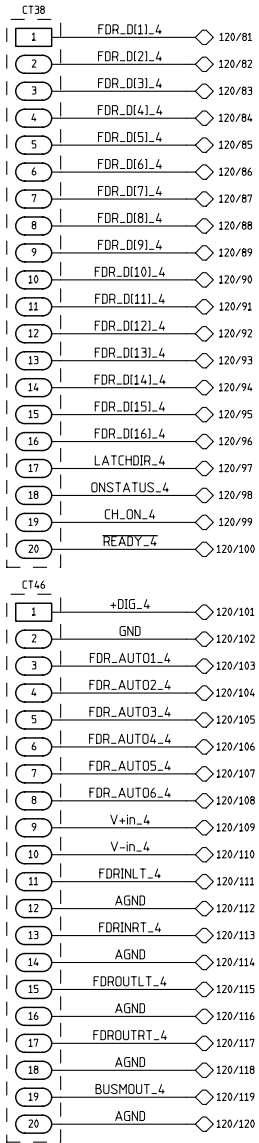 CT38
1 FDR_D[1]_4 120/81
2 FDR_D[2]_4 120/82
3 FDR_D[3]_4 120/83
4 FDR_D[4]_4 120/84
5 FDR_D[5]_4 120/85
6 FDR_D[6]_4 120/86
7 FDR_D[7]_4 120/87
8 FDR_D[8]_4 120/88
9 FDR_D[9]_4 120/89
10 FDR_D[10]_4 120/90
11 FDR_D[11]_4 120/91
12 FDR_D[12]_4 120/92
13 FDR_D[13]_4 120/93
14 FDR_D[14]_4 120/94
15 FDR_D[15]_4 120/95
16 FDR_D[16]_4 120/96
17 LATCHDIR_4 120/97
18 ONSTATUS_4 120/98
19 CH_ON_4 120/99
20 READY_4 120/100
CT46
1 +DIG_4 120/101
2 GND 120/102
3 FDR_AUTO1_4 120/103
4 FDR_AUTO2_4 120/104
5 FDR_AUTO3_4 120/105
6 FDR_AUTO4_4 120/106
7 FDR_AUTO5_4 120/107
8 FDR_AUTO6_4 120/108
9 V+in_4 120/109
10 V-in_4 120/110
11 FDRINLT_4 120/111
12 AGND 120/112
13 FDRINRT_4 120/113
14 AGND 120/114
15 FDROUTLT_4 120/115
16 AGND 120/116
17 FDROUTRT_4 120/117
18 AGND 120/118
19 BUSMOUT_4 120/119
20 AGND 120/120